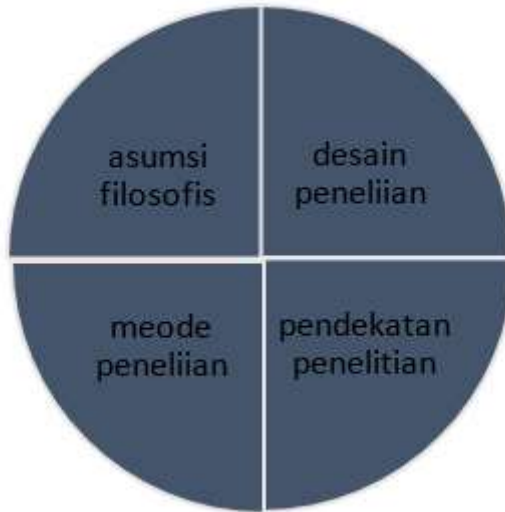 asumsi
filosofis
desain
peneliian
meode
peneliian
pendekatan
penelitian